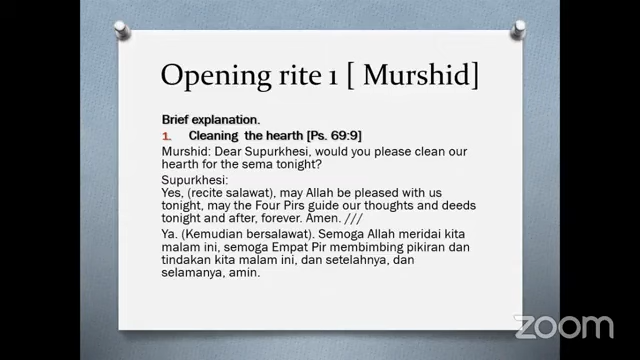 Opening rite 1 [ Murshid]
Brief explanation.
1. Cleaning the hearth [Ps. 69:9]
Murshid: Dear Supurkhesi, would you please clean our
hearth for the sema tonight?
Supurkhesi:
Yes, (recite salawat), may Allah be pleased with us
tonight, may the Four Pirs guide our thoughts and deeds
tonight and after, forever. Amen. ///
Ya. (Kemudian bersalawat). Semoga Allah meridai kita
malam ini, semoga Empat Pir membimbing pikiran dan
tindakan kita malam ini, dan setelahnya, dan
selamanya, amin.
zoom